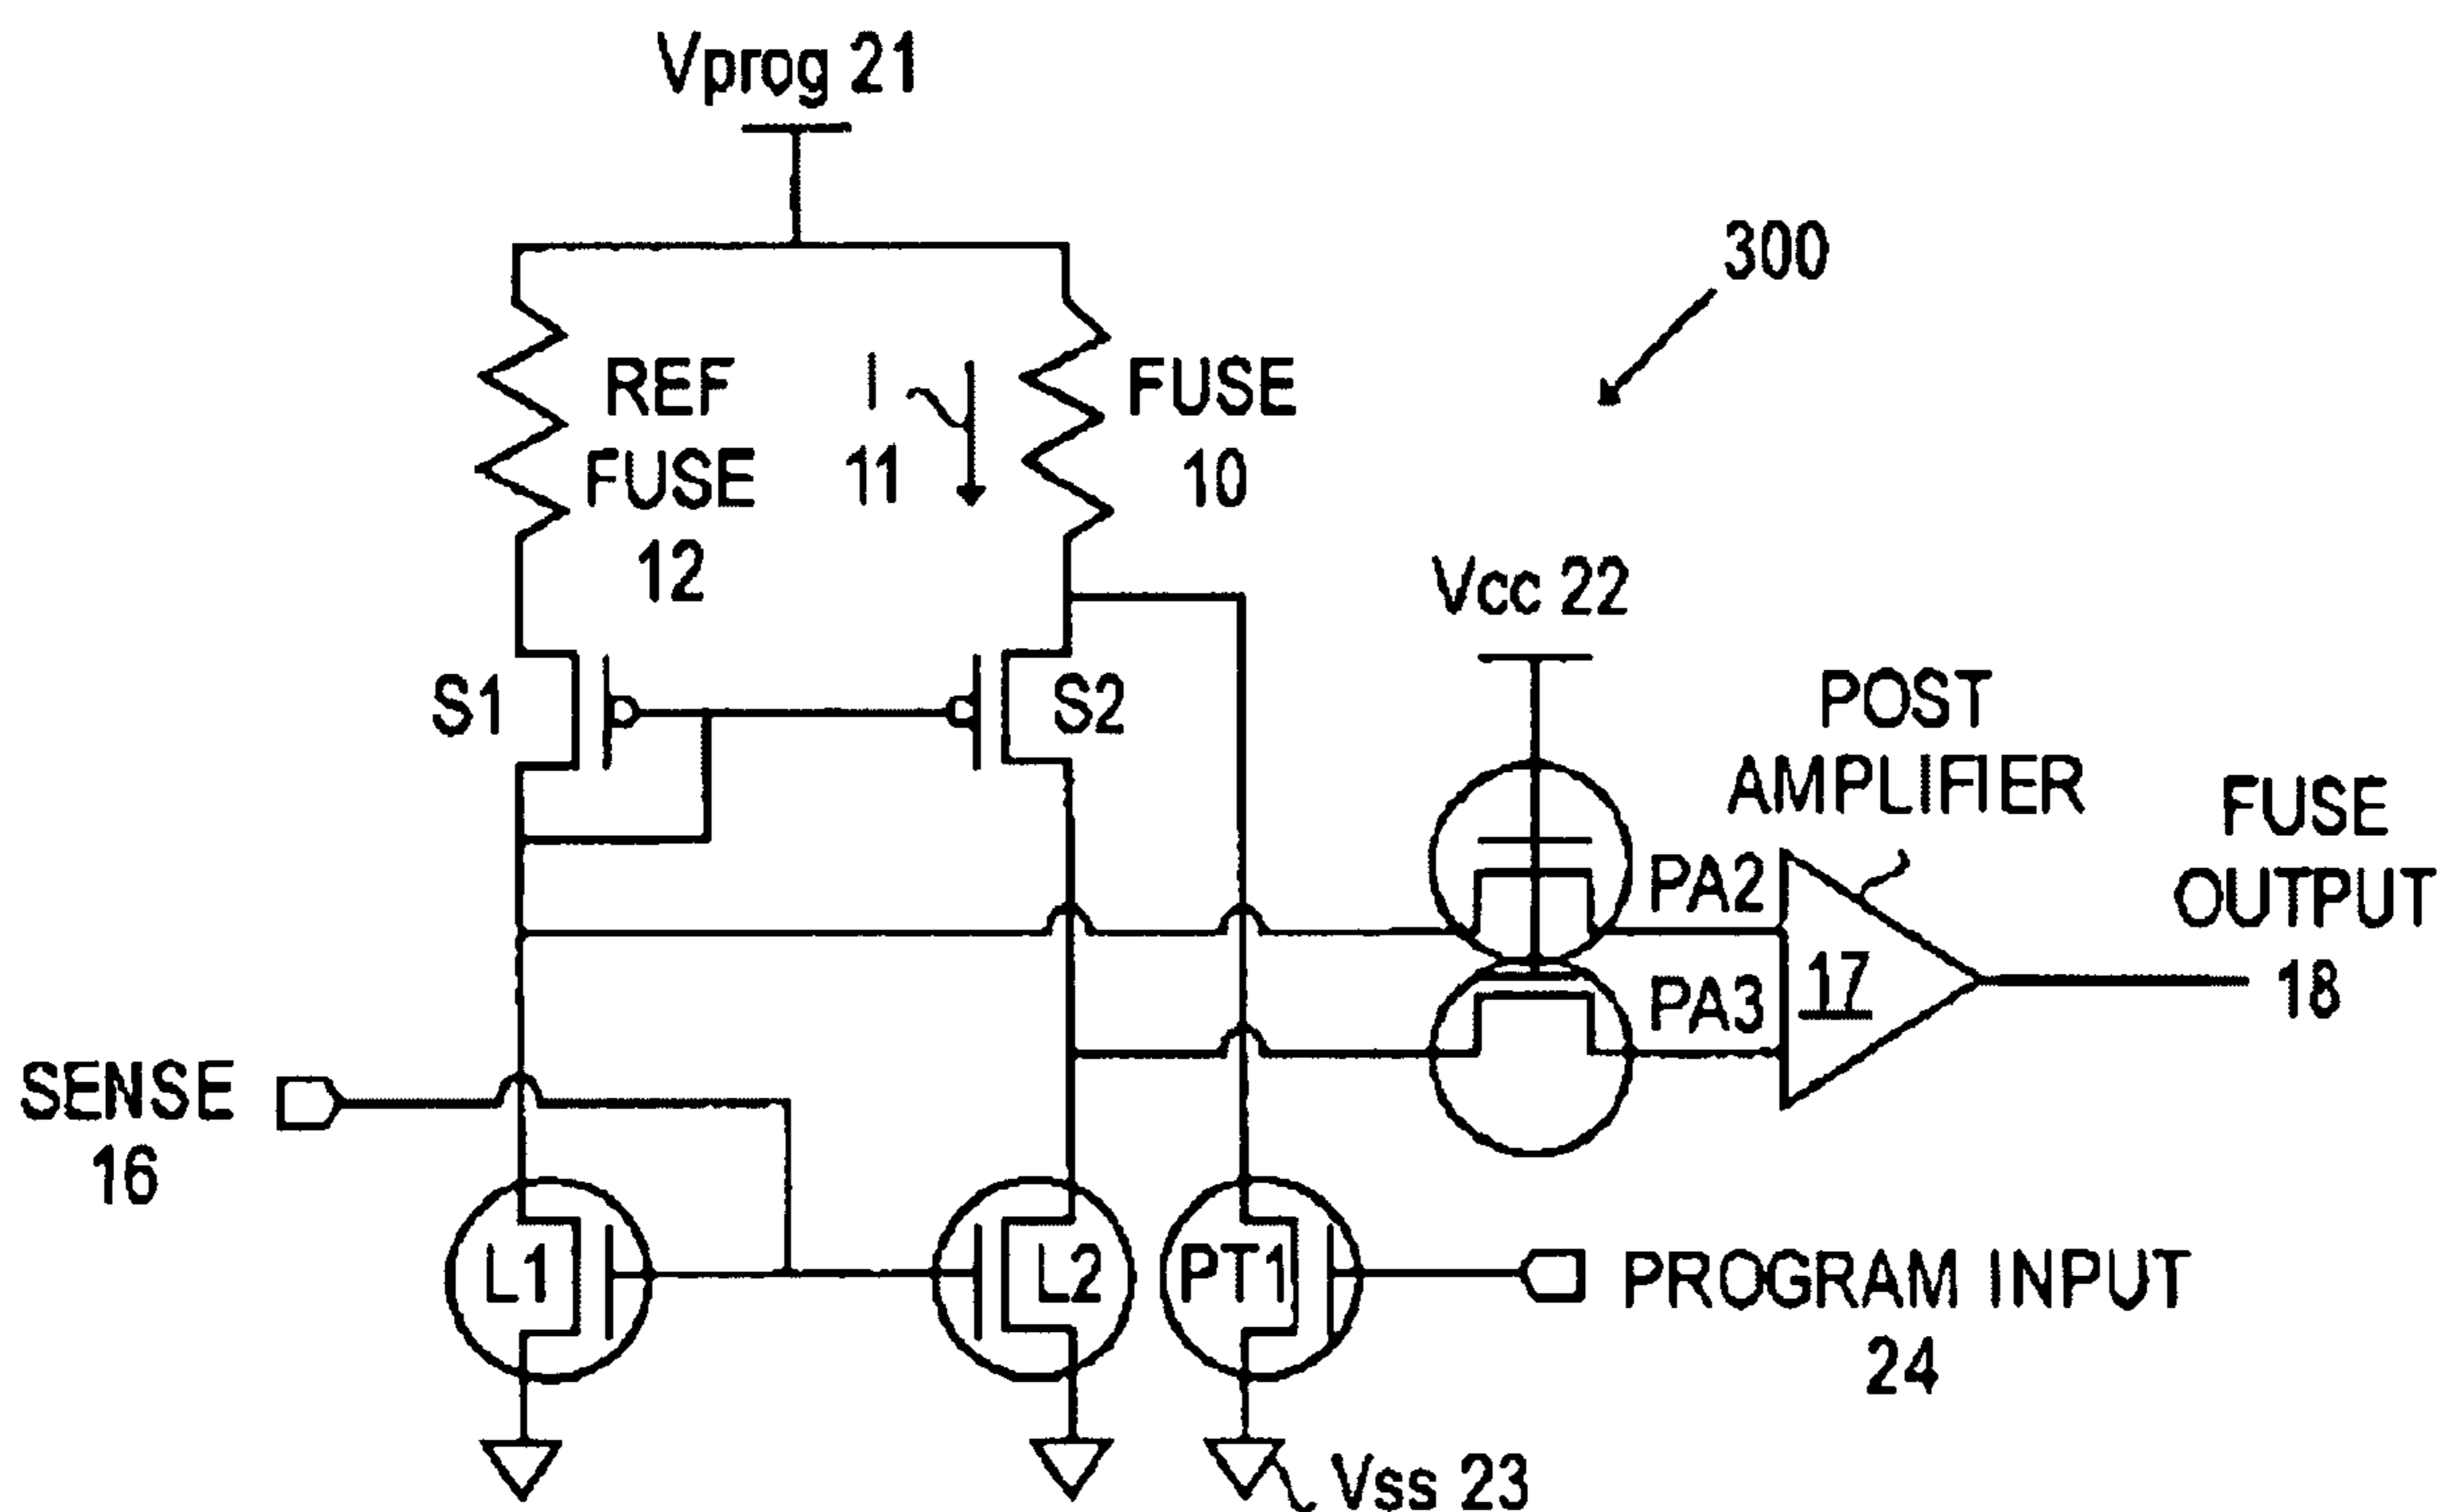 Vprog 21
300
REF
FUSE
12
I
11
FUSE
10
Vcc 22
S1
S2
POST
AMPLIFIER
FUSE
OUTPUT
18
PA2
17
PA3
SENSE
16
L1
L2
PT1
PROGRAM INPUT
24
Vss 23